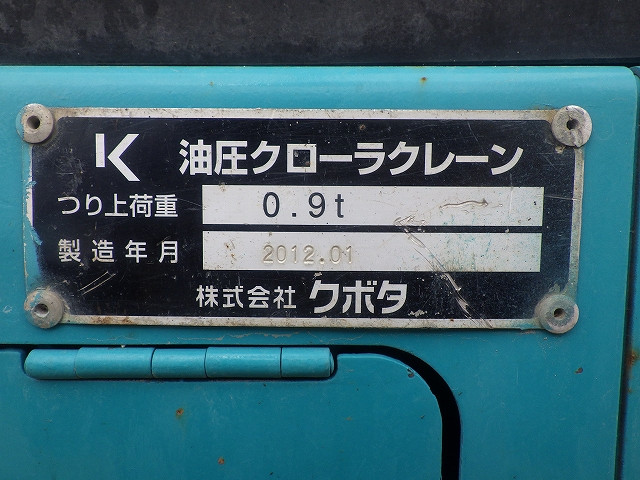 K 油圧クローラクレーン
つり上荷重 0.9t
製造年月 2012.01
株式会社 クボタ